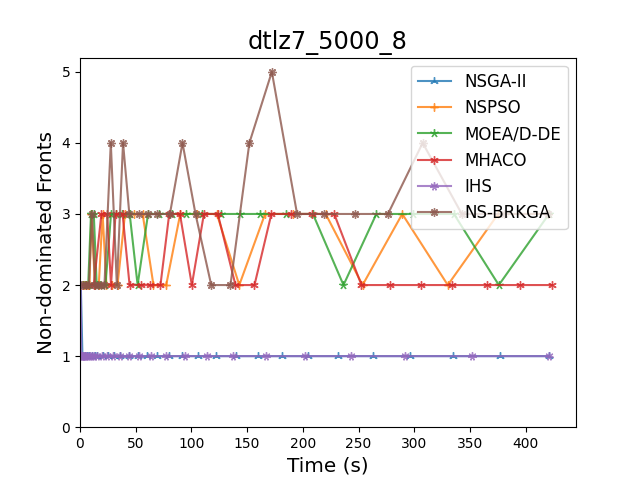 dtlz7_5000_8
Non-dominated Fronts
5
4
3
2
1
0
0 50 100 150 200 250 300 350 400
Time (s)
NSGA-II
NSPSO
MOEA/D-DE
MHACO
IHS
NS-BRKGA